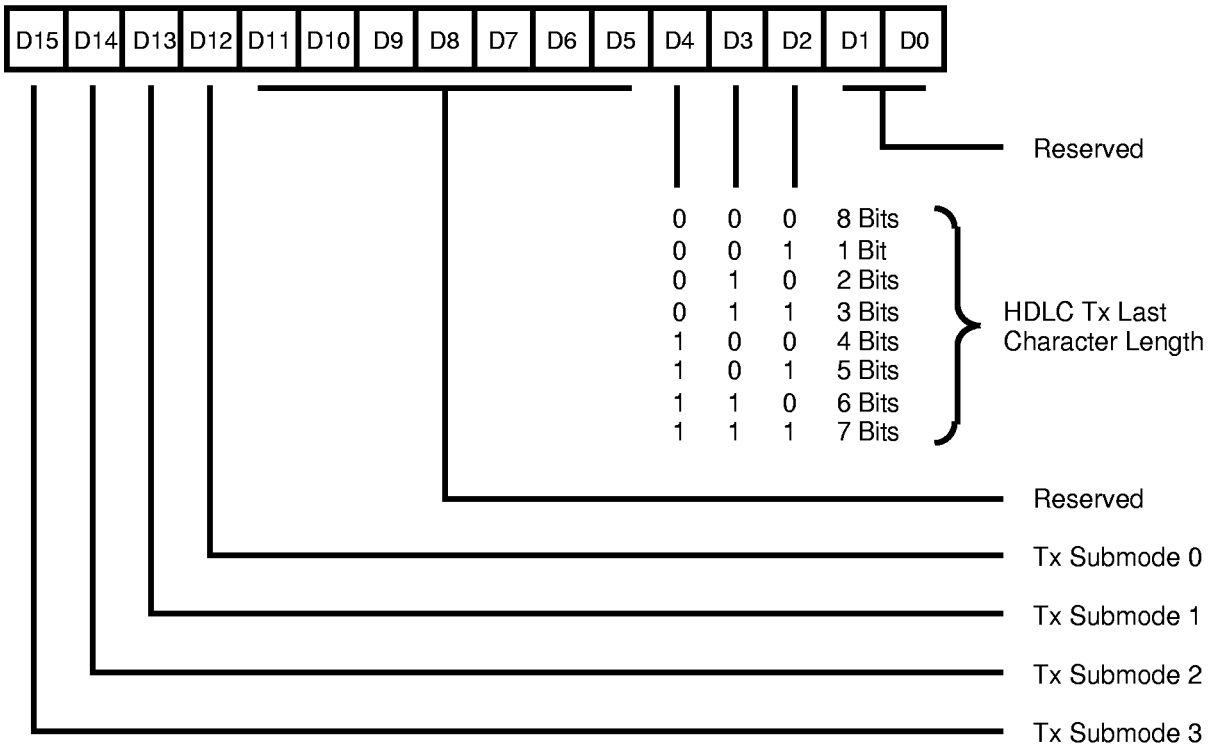 D15 D14 D13 D12 D11 D10 D9 D8 D7 D6 D5 D4 D3 D2 D1 D0
Reserved
0 0 0 8 Bits
0 0 1 1 Bit
0 1 0 2 Bits
0 1 1 3 Bits
1 0 0 4 Bits
1 0 1 5 Bits
1 1 0 6 Bits
1 1 1 7 Bits
HDLC Tx Last
Character Length
Reserved
Tx Submode 0
Tx Submode 1
Tx Submode 2
Tx Submode 3